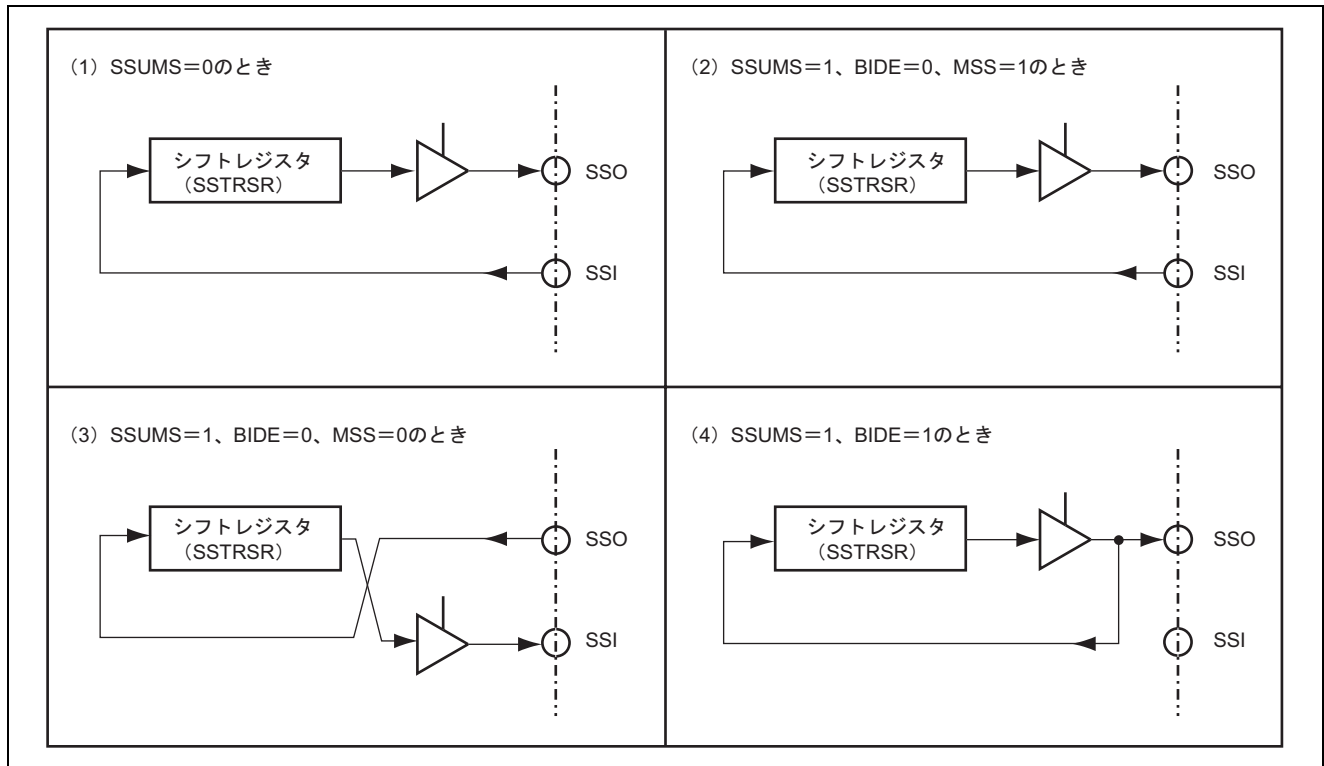 （1）SSUMS＝0のとき
シフトレジスタ
（SSTRSR）
SSO
SSI
（2）SSUMS＝1、BIDE＝0、MSS＝1のとき
シフトレジスタ
（SSTRSR）
SSO
SSI
（3）SSUMS＝1、BIDE＝0、MSS＝0のとき
シフトレジスタ
（SSTRSR）
SSO
SSI
（4）SSUMS＝1、BIDE＝1のとき
シフトレジスタ
（SSTRSR）
SSO
SSI